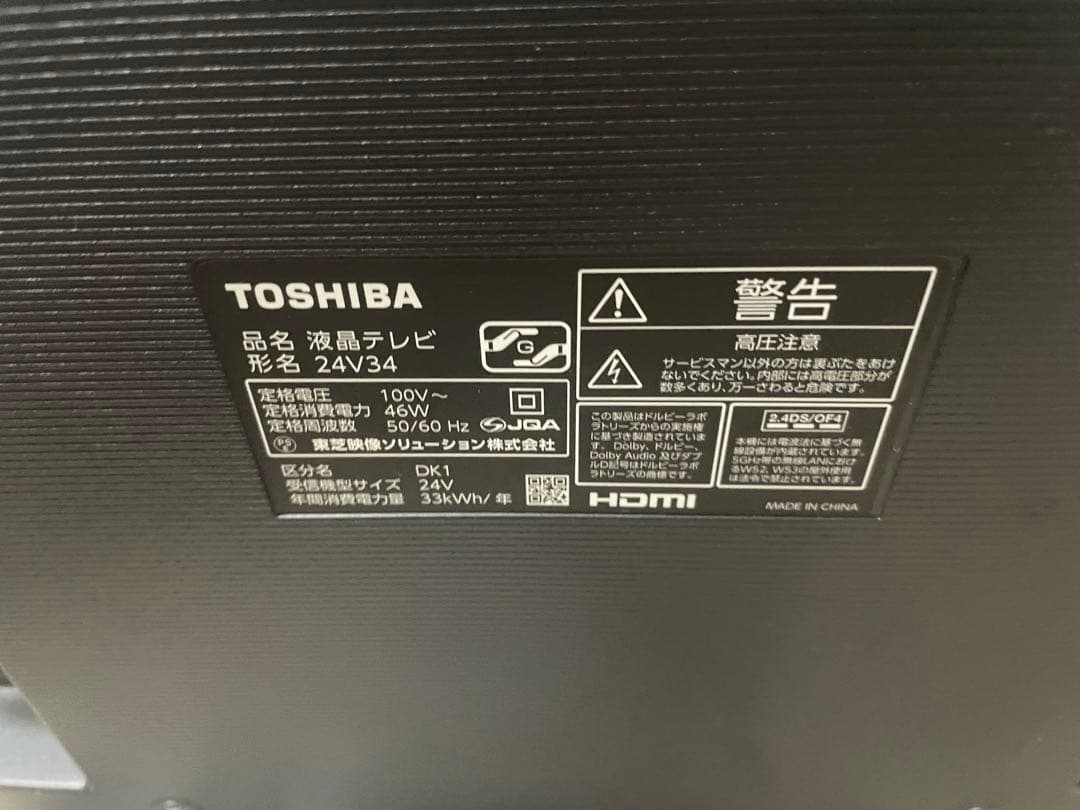 TOSHIBA
品名 液晶テレビ
形名 24V34
G
定格電圧 100V～
定格消費電力 46W
定格周波数 50/60 Hz
JQA
PS E 東芝映像ソリューション株式会社
区分名 DK1
受信機型サイズ 24V
年間消費電力量 33kWh/年
警告
高圧注意
サービスマン以外の方は裏ぶたをあけ
ないでください。内部には高電圧部分が
数多くあり、万一さわると危険です。
この製品はドルビーラボ
ラトリーズからの実施権
に基づき製造されていま
す。Dolby、ドルビー、
Dolby Audio 及びダブ
ルD記号はドルビーラボ
ラトリーズの商標です。
2.4DS/OF4
本機には電波法に基づく無
線設備が内蔵されています。
5GHz帯の無線LANにおけ
るW52、W53の屋外使用
は法令で禁止されています。
HDMI
MADE IN CHINA